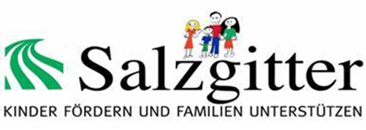 Salzgitter
KINDER FÖRDERN UND FAMILIEN UNTERSTÜTZEN